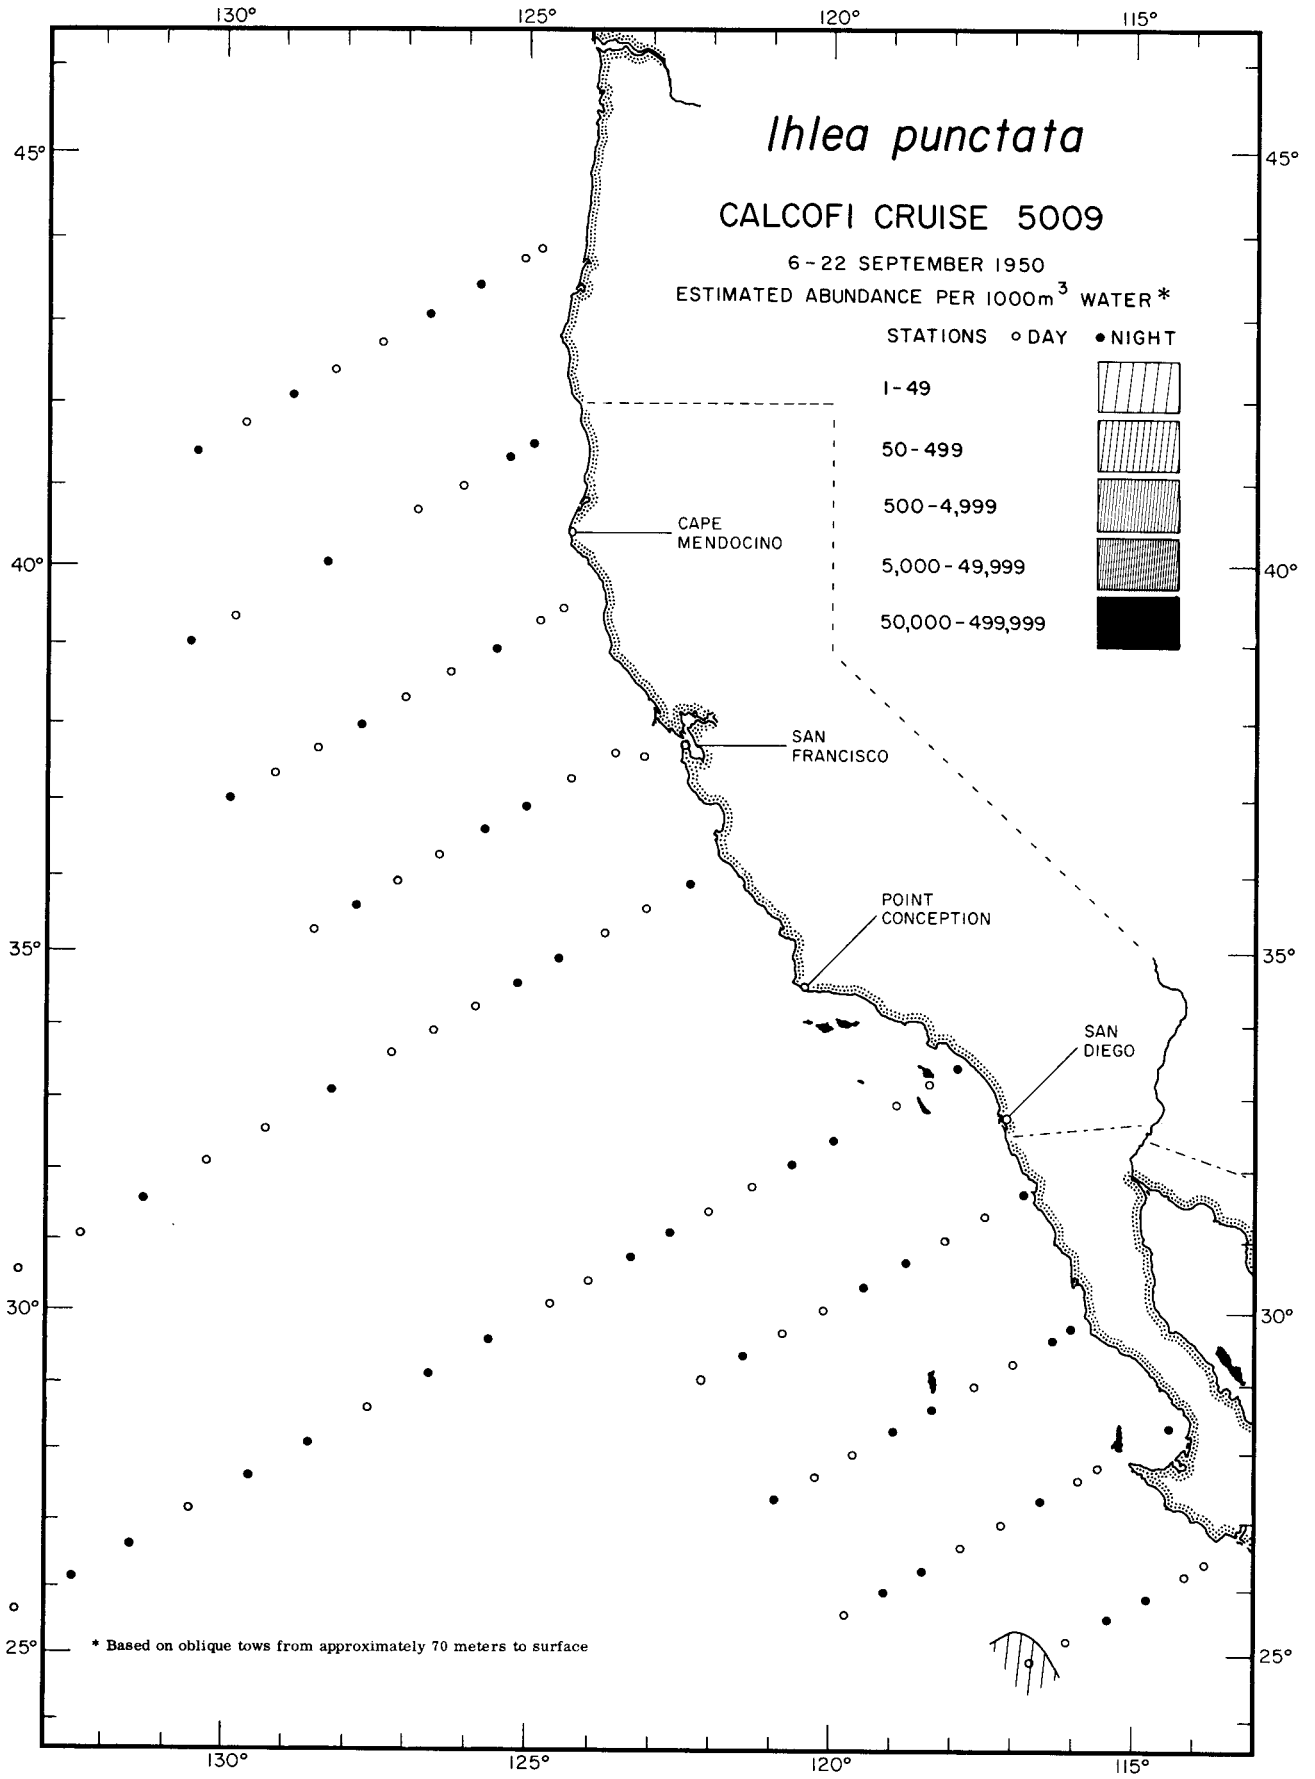 130° 125° 120° 115°
Ihlea punctata
45° 45°
CALCOFI CRUISE 5009
6-22 SEPTEMBER 1950
ESTIMATED ABUNDANCE PER 1000m³ WATER*
STATIONS ○ DAY ● NIGHT
1-49
50-499
500-4,999
5,000-49,999
50,000-499,999
CAPE
MENDOCINO
40° 40°
SAN
FRANCISCO
POINT
CONCEPTION
35° 35°
SAN
DIEGO
30° 30°
* Based on oblique tows from approximately 70 meters to surface
25° 25°
130° 125° 120° 115°